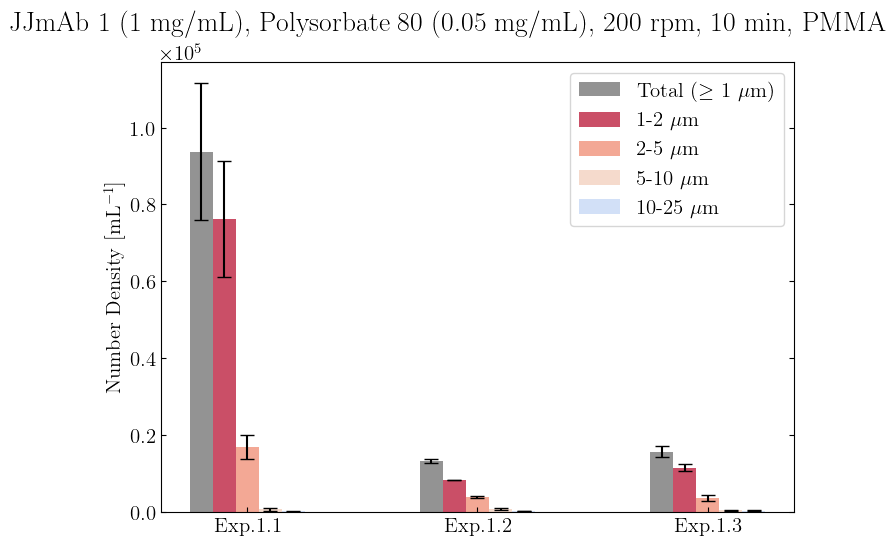 JJmAb 1 (1 mg/mL), Polysorbate 80 (0.05 mg/mL), 200 rpm, 10 min, PMMA
×10⁵
Total (≥ 1 μm)
1-2 μm
2-5 μm
5-10 μm
10-25 μm
Number Density [mL⁻¹]
1.0
0.8
0.6
0.4
0.2
0.0
Exp.1.1 Exp.1.2 Exp.1.3